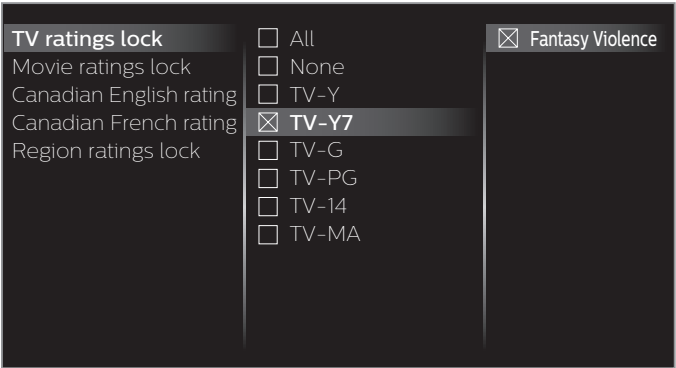 TV ratings lock
Movie ratings lock
Canadian English rating
Canadian French rating
Region ratings lock
All
None
TV-Y
TV-Y7
TV-G
TV-PG
TV-14
TV-MA
Fantasy Violence